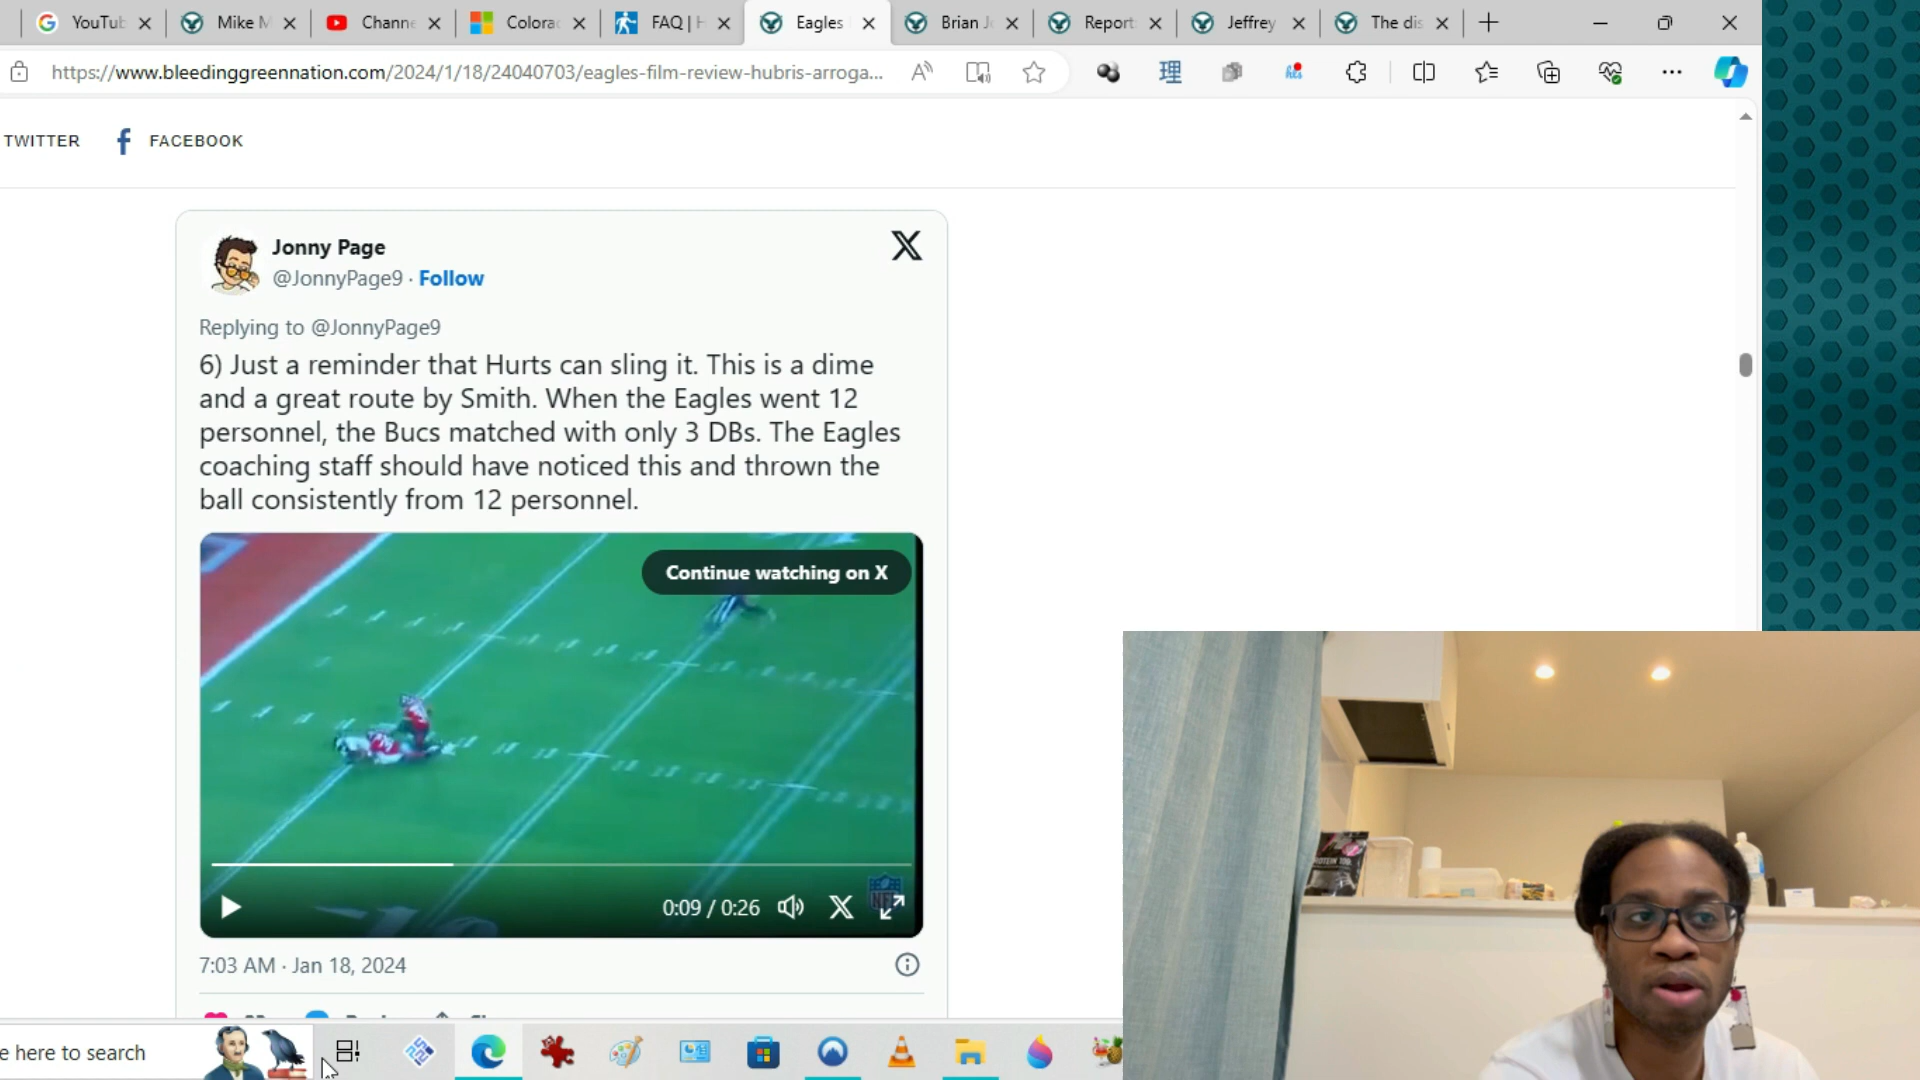 YouTub
Mike M
Channe
Colorac
FAQ | H
Eagles
Brian Jo
Report:
Jeffrey
The dis
https://www.bleedinggreennation.com/2024/1/18/24040703/eagles-film-review-hubris-arroga...
理
TWITTER
FACEBOOK
Jonny Page
@JonnyPage9 · Follow
Replying to @JonnyPage9
6) Just a reminder that Hurts can sling it. This is a dime
and a great route by Smith. When the Eagles went 12
personnel, the Bucs matched with only 3 DBs. The Eagles
coaching staff should have noticed this and thrown the
ball consistently from 12 personnel.
Continue watching on X
0:09 / 0:26
7:03 AM · Jan 18, 2024
e here to search